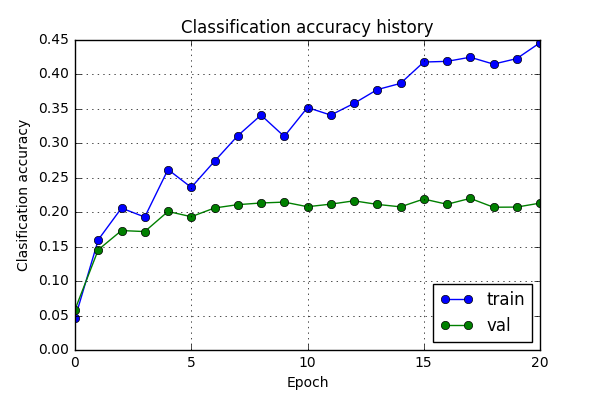 Classification accuracy history
0.45
0.40
0.35
0.30
0.25
0.20
0.15
0.10
0.05
0.00
Clasification accuracy
train
val
0 5 10 15 20
Epoch